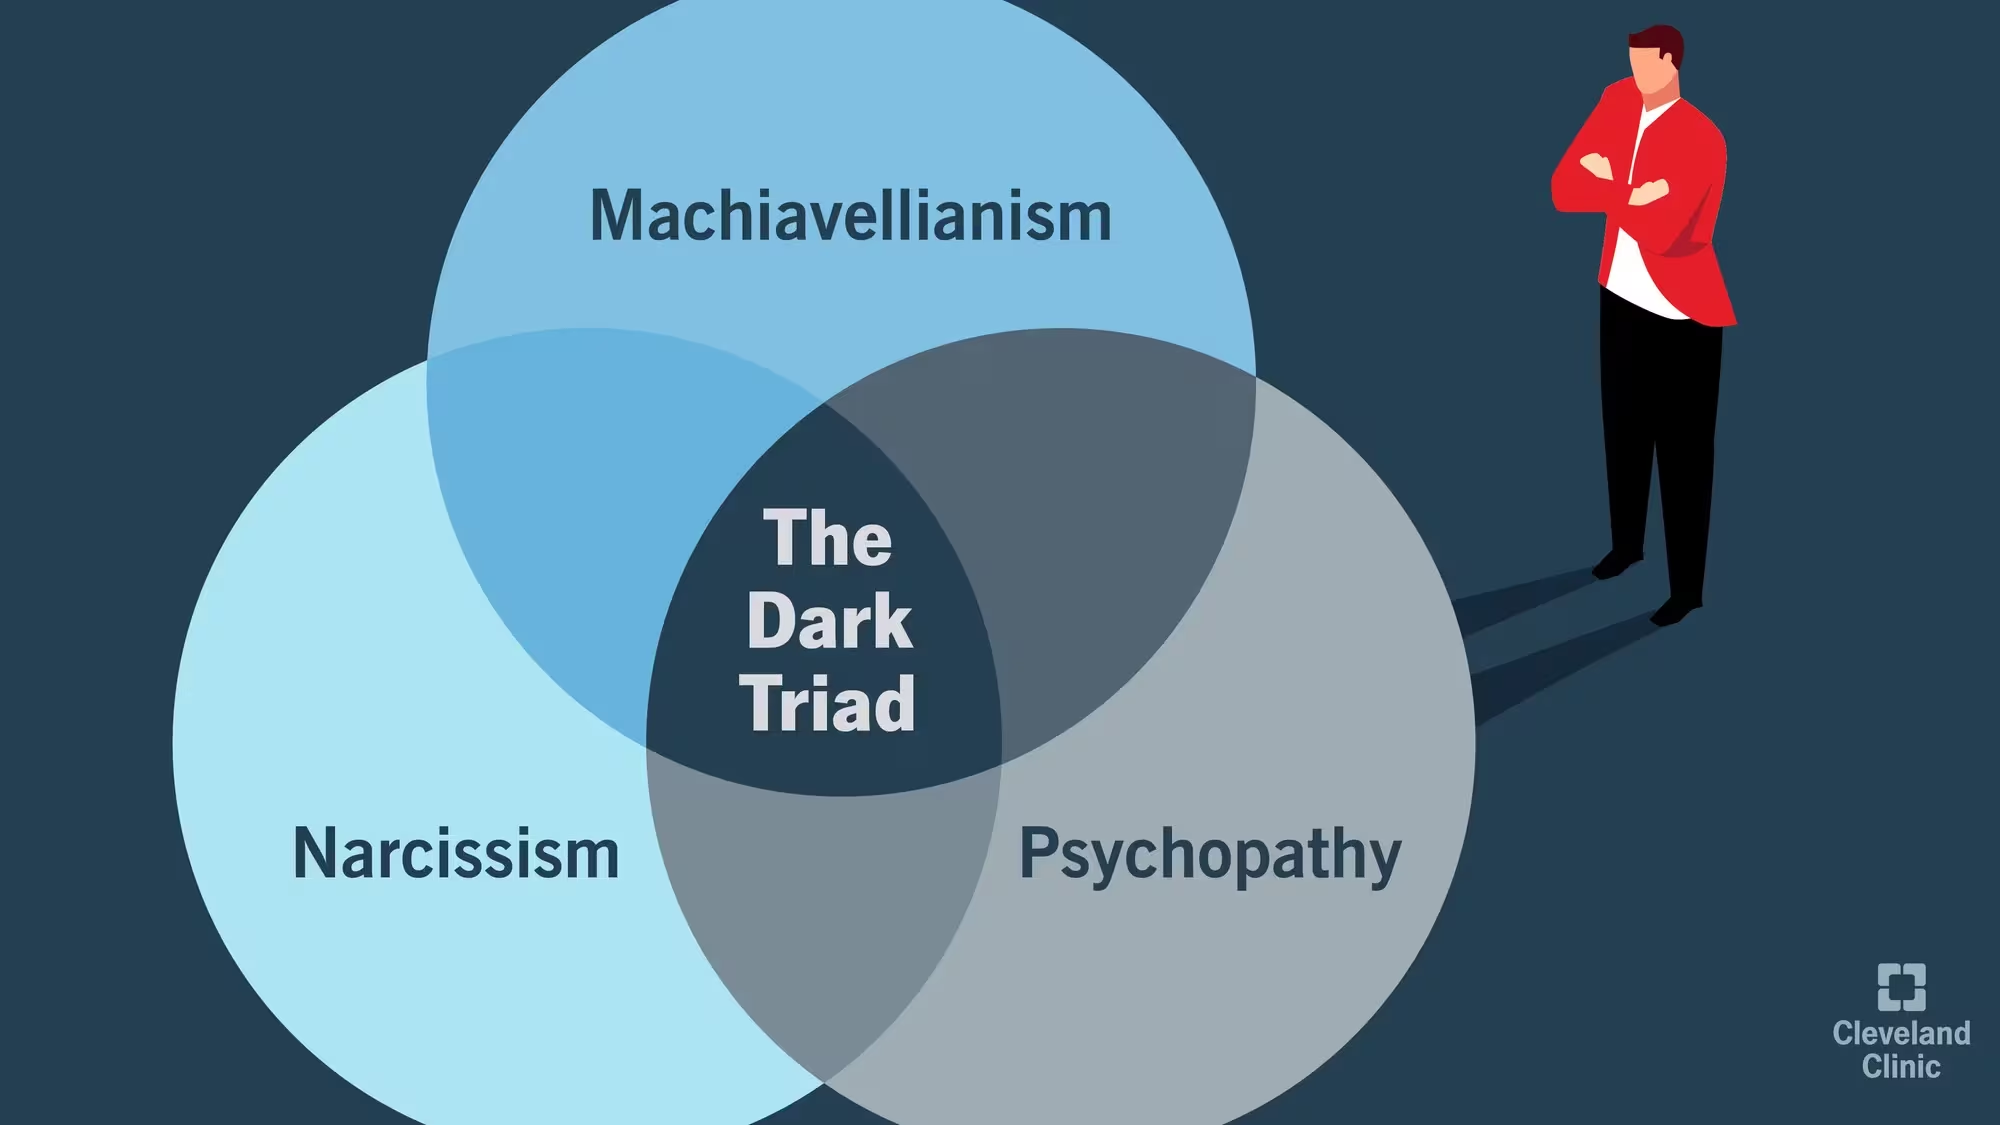 Machiavellianism
The
Dark
Triad
Narcissism
Psychopathy
Cleveland
Clinic